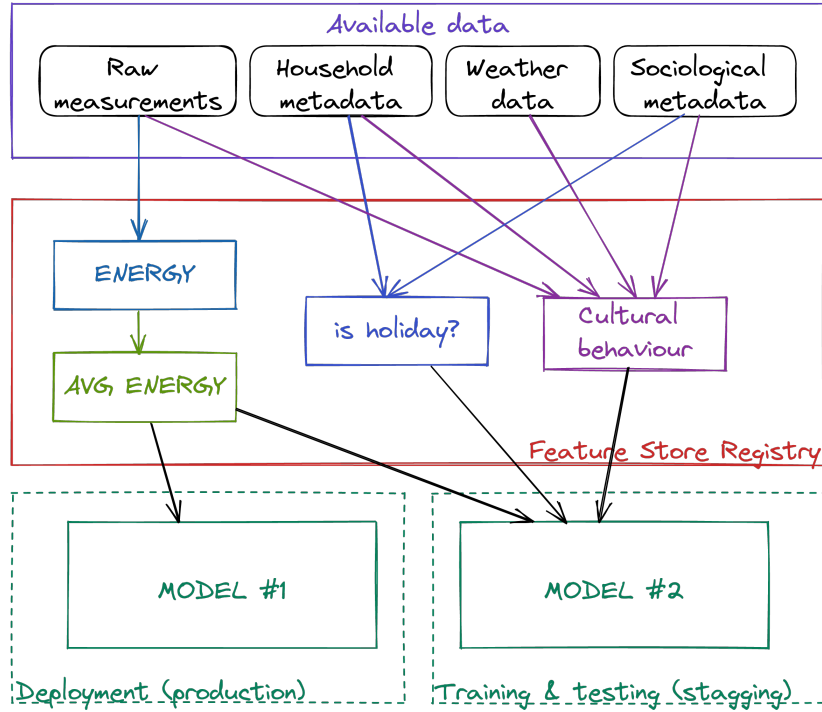 Available data
Raw
measurements
Household
metadata
Weather
data
Sociological
metadata
ENERGY
is holiday?
Cultural
behaviour
AVG ENERGY
Feature Store Registry
MODEL #1
MODEL #2
Deployment (production)
Training & testing (stagging)